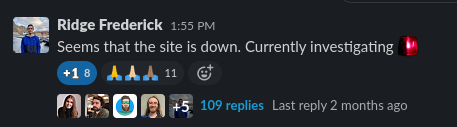 Ridge Frederick 1:55 PM
Seems that the site is down. Currently investigating
+1 8 11
+5 109 replies Last reply 2 months ago